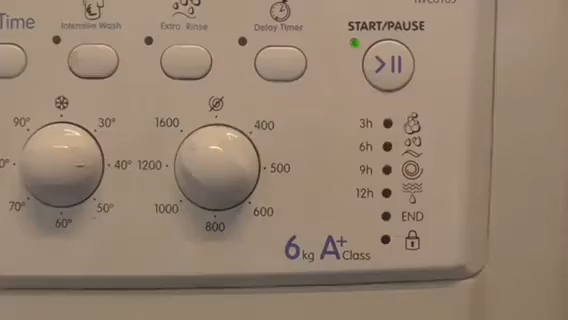 Time
Intensive Wash
Extra Rinse
Delay Timer
START/PAUSE
90°
30°
40°
70°
60°
50°
1600
400
1200
500
1000
600
800
3h
6h
9h
12h
END
6kg A+ Class